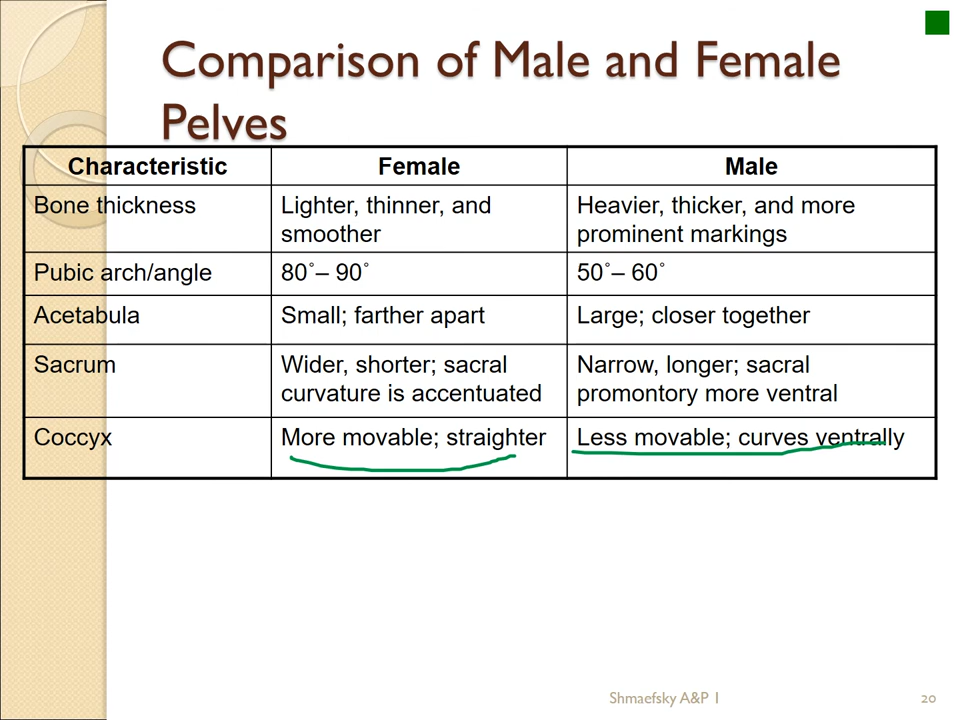 Comparison of Male and Female
Pelves
Characteristic Female Male
Bone thickness Lighter, thinner, and smoother Heavier, thicker, and more prominent markings
Pubic arch/angle 80˚– 90˚ 50˚– 60˚
Acetabula Small; farther apart Large; closer together
Sacrum Wider, shorter; sacral curvature is accentuated Narrow, longer; sacral promontory more ventral
Coccyx More movable; straighter Less movable; curves ventrally
Shmaefsky A&P 1 20